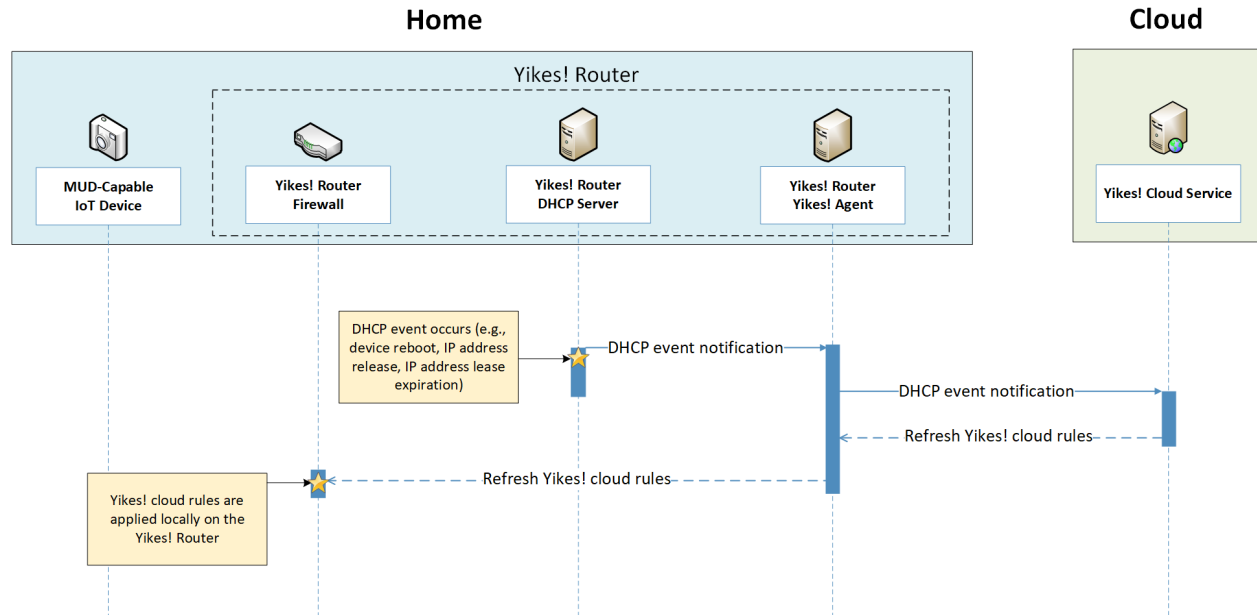 Home
Cloud
Yikes! Router
MUD-Capable
IoT Device
Yikes! Router
Firewall
Yikes! Router
DHCP Server
Yikes! Router
Yikes! Agent
Yikes! Cloud Service
DHCP event occurs (e.g.,
device reboot, IP address
release, IP address lease
expiration)
DHCP event notification
DHCP event notification
Refresh Yikes! cloud rules
Refresh Yikes! cloud rules
Yikes! cloud rules are
applied locally on the
Yikes! Router